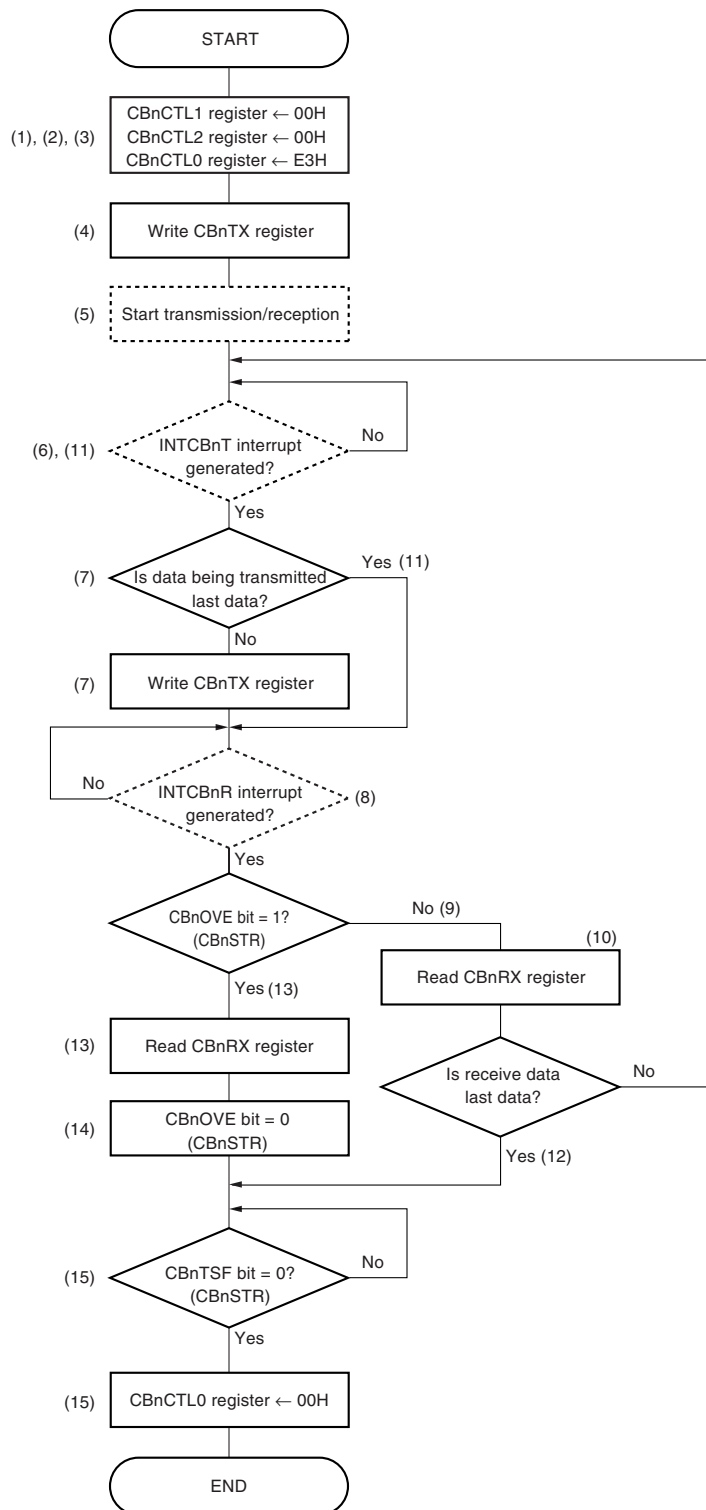 START
(1), (2), (3)
CBnCTL1 register ← 00H
CBnCTL2 register ← 00H
CBnCTL0 register ← E3H
(4)
Write CBnTX register
(5)
Start transmission/reception
(6), (11)
INTCBnT interrupt
generated?
No
Yes
(7)
Is data being transmitted
last data?
Yes (11)
No
(7)
Write CBnTX register
No
INTCBnR interrupt
generated?
(8)
Yes
CBnOVE bit = 1?
(CBnSTR)
No (9)
(10)
Read CBnRX register
Yes (13)
(13)
Read CBnRX register
Is receive data
last data?
No
(14)
CBnOVE bit = 0
(CBnSTR)
Yes (12)
(15)
CBnTSF bit = 0?
(CBnSTR)
No
Yes
(15)
CBnCTL0 register ← 00H
END